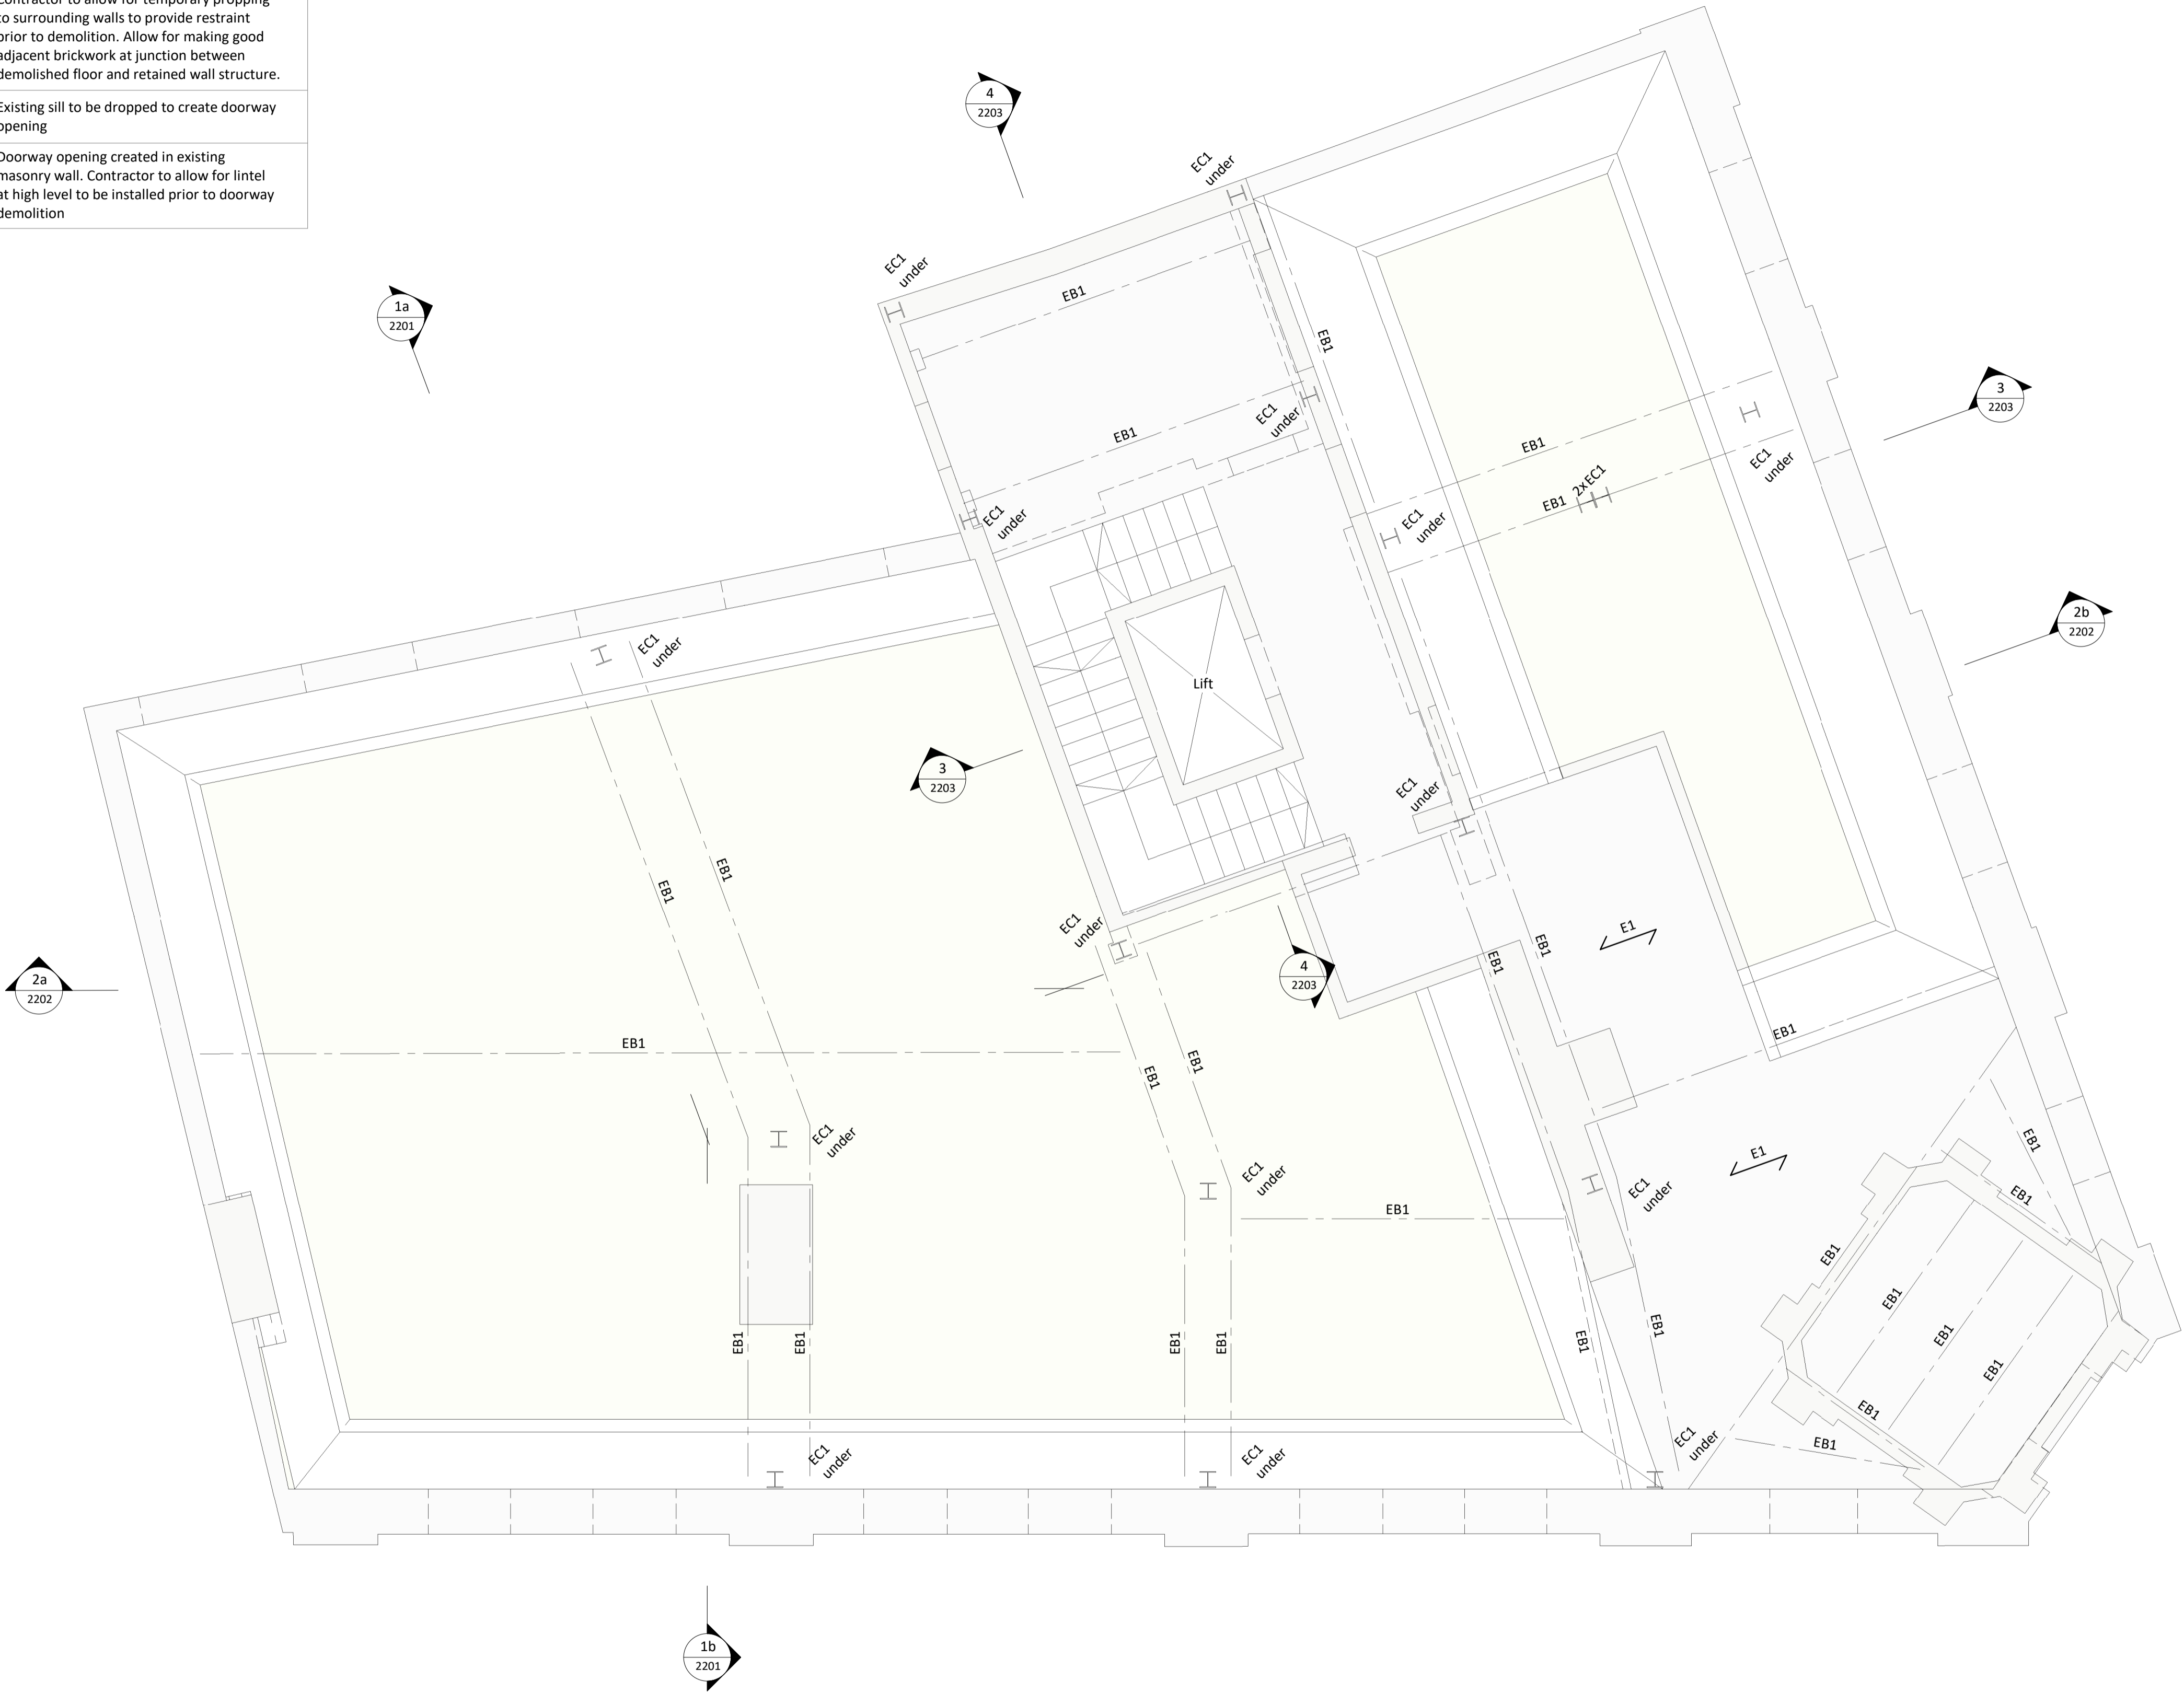 Contractor to allow for temporary propping
to surrounding walls to provide restraint
prior to demolition. Allow for making good
adjacent brickwork at junction between
demolished floor and retained wall structure.
Existing sill to be dropped to create doorway
opening
Doorway opening created in existing
masonry wall. Contractor to allow for lintel
at high level to be installed prior to doorway
demolition
4
2203
EC1
under
EC1
under
EB1
1a
2201
EB1
3
2203
EC1
under
EB1
EB1
EC1
under
2xEC1
EB1
EC1
under
EC1
under
2b
2202
EC1
under
Lift
3
2203
EC1
under
EB1
EB1
EC1
under
E1
EB1
EB1
4
2203
2a
2202
EB1
EB1
EB1
EB1
EC1
under
EB1
E1
EC1
under
EC1
under
EB1
EB1
EB1
EB1
EB1
EB1
EB1
EB1
EB1
EB1
EB1
EB1
EB1
EB1
EC1
under
EC1
under
EC1
under
EB1
1b
2201